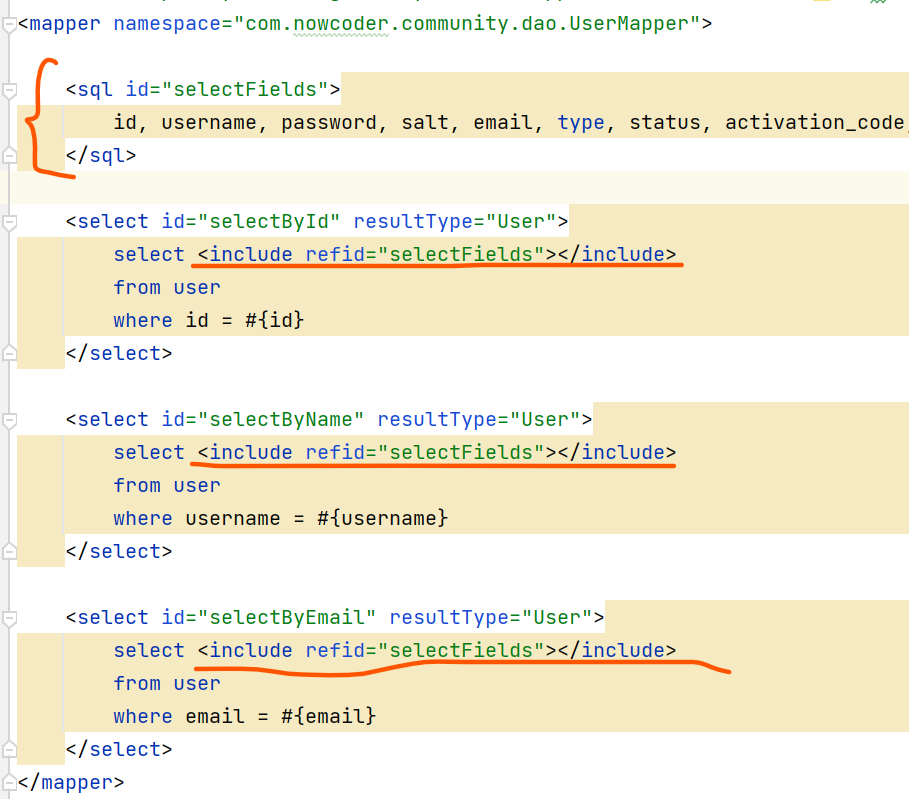 <mapper namespace="com.nowcoder.community.dao.UserMapper">
<sql id="selectFields">
id, username, password, salt, email, type, status, activation_code,
</sql>
<select id="selectById" resultType="User">
select <include refid="selectFields"></include>
from user
where id = #{id}
</select>
<select id="selectByName" resultType="User">
select <include refid="selectFields"></include>
from user
where username = #{username}
</select>
<select id="selectByEmail" resultType="User">
select <include refid="selectFields"></include>
from user
where email = #{email}
</select>
</mapper>